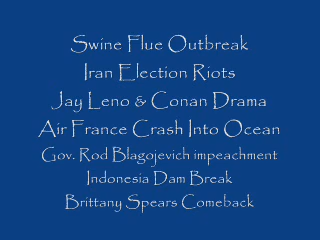 Swine Flue Outbreak
Iran Election Riots
Jay Leno & Conan Drama
Air France Crash Into Ocean
Gov. Rod Blagojevich impeachment
Indonesia Dam Break
Brittany Spears Comeback